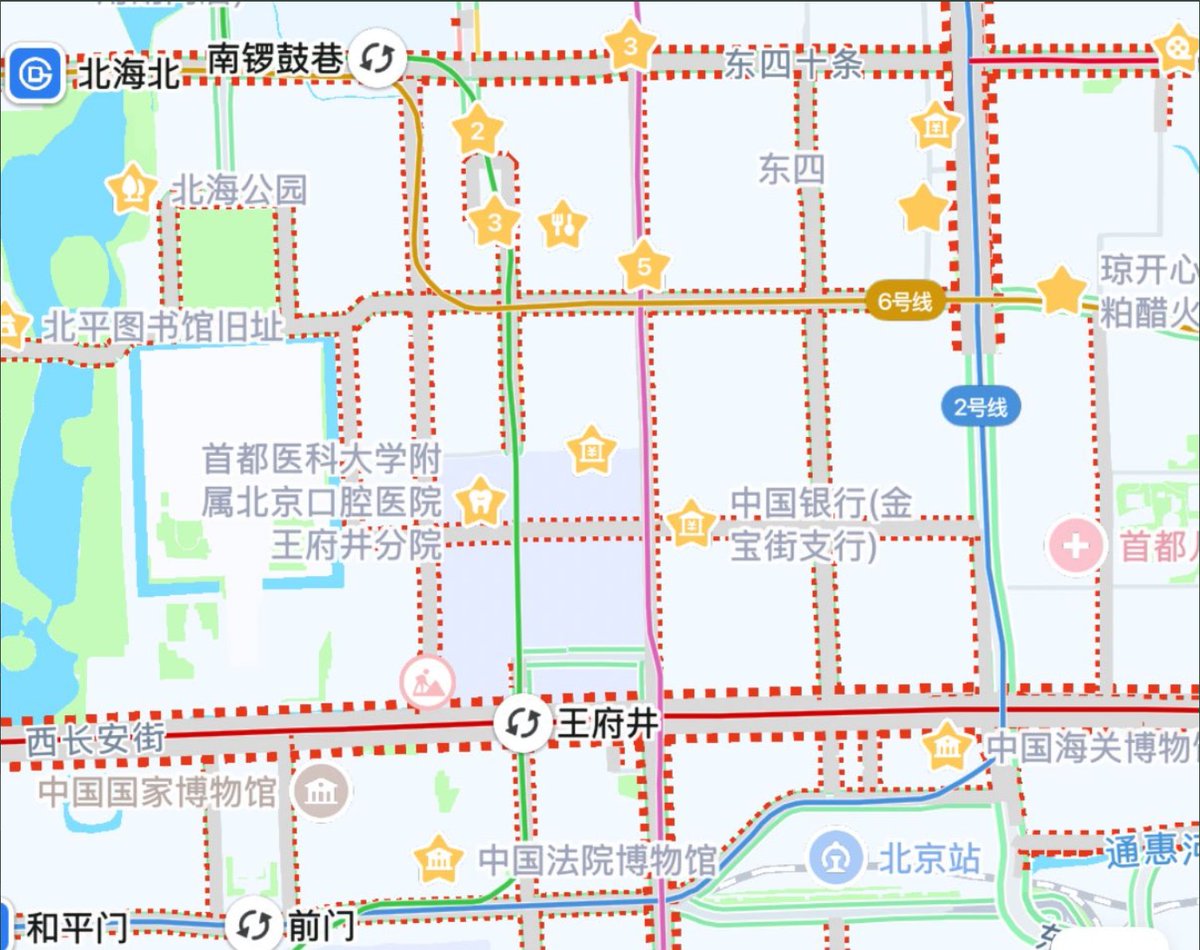 南锣鼓巷
北海北
3
东四十条
2
东四
北海公园
3
5
琼开心
粕醋火
6号线
北平图书馆旧址
2号线
首都医科大学附
属北京口腔医院
王府井分院
中国银行(金
宝街支行)
首都
王府井
西长安街
中国海关博物
中国国家博物馆
中国法院博物馆
北京站
通惠
和平门
前门